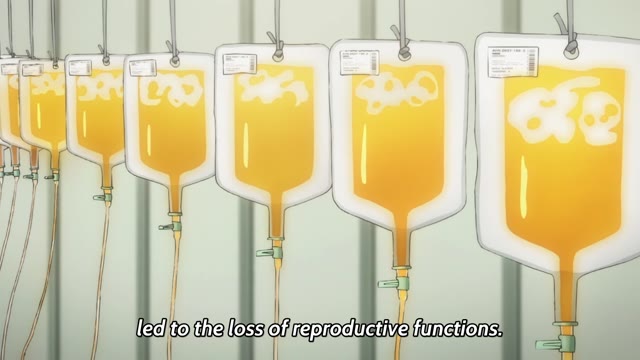 led to the loss of reproductive functions.